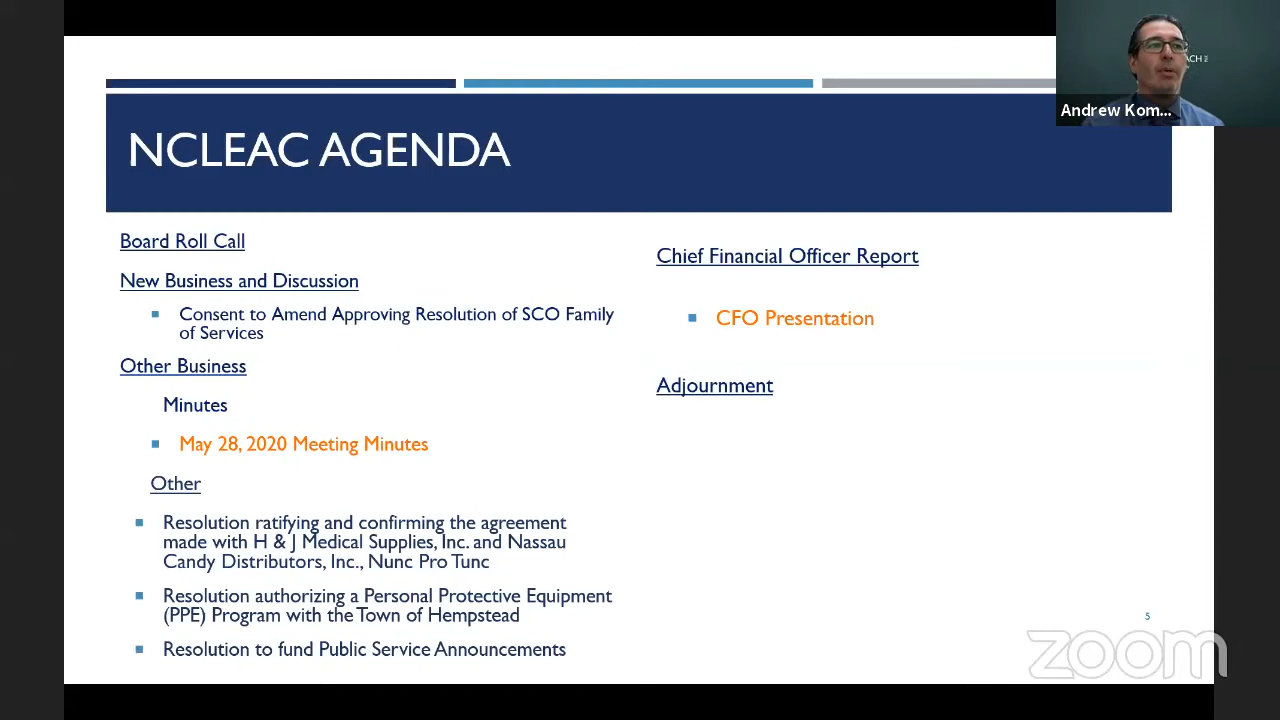 NCLEAC AGENDA
Board Roll Call
New Business and Discussion
Consent to Amend Approving Resolution of SCO Family
of Services
Other Business
Minutes
May 28, 2020 Meeting Minutes
Other
Resolution ratifying and confirming the agreement
made with H & J Medical Supplies, Inc. and Nassau
Candy Distributors, Inc., Nunc Pro Tunc
Resolution authorizing a Personal Protective Equipment
(PPE) Program with the Town of Hempstead
Resolution to fund Public Service Announcements
Chief Financial Officer Report
CFO Presentation
Adjournment
5
Andrew Kom...
zoom